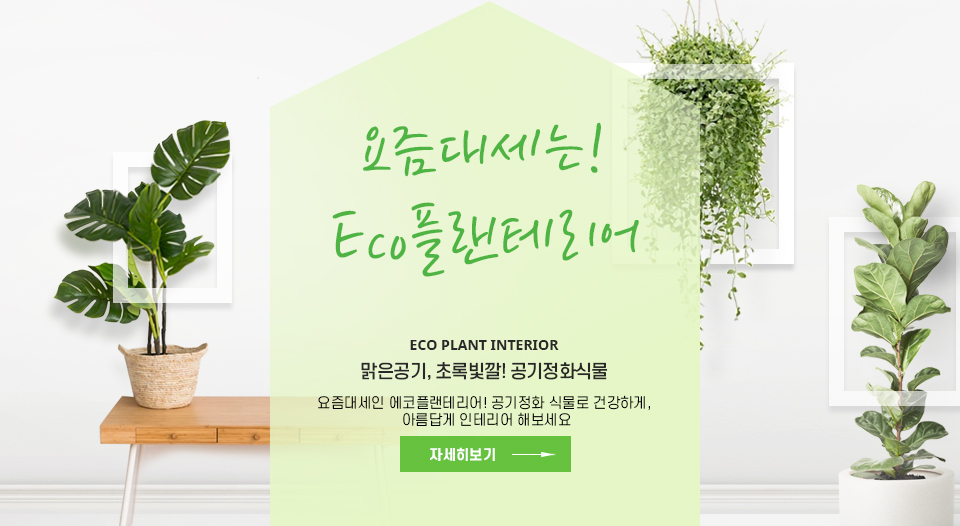 요즘대세는!
Eco플랜테리어
ECO PLANT INTERIOR
맑은공기, 초록빛깔! 공기정화식물
요즘대세인 에코플랜테리어! 공기정화 식물로 건강하게,
아름답게 인테리어 해보세요
자세히보기